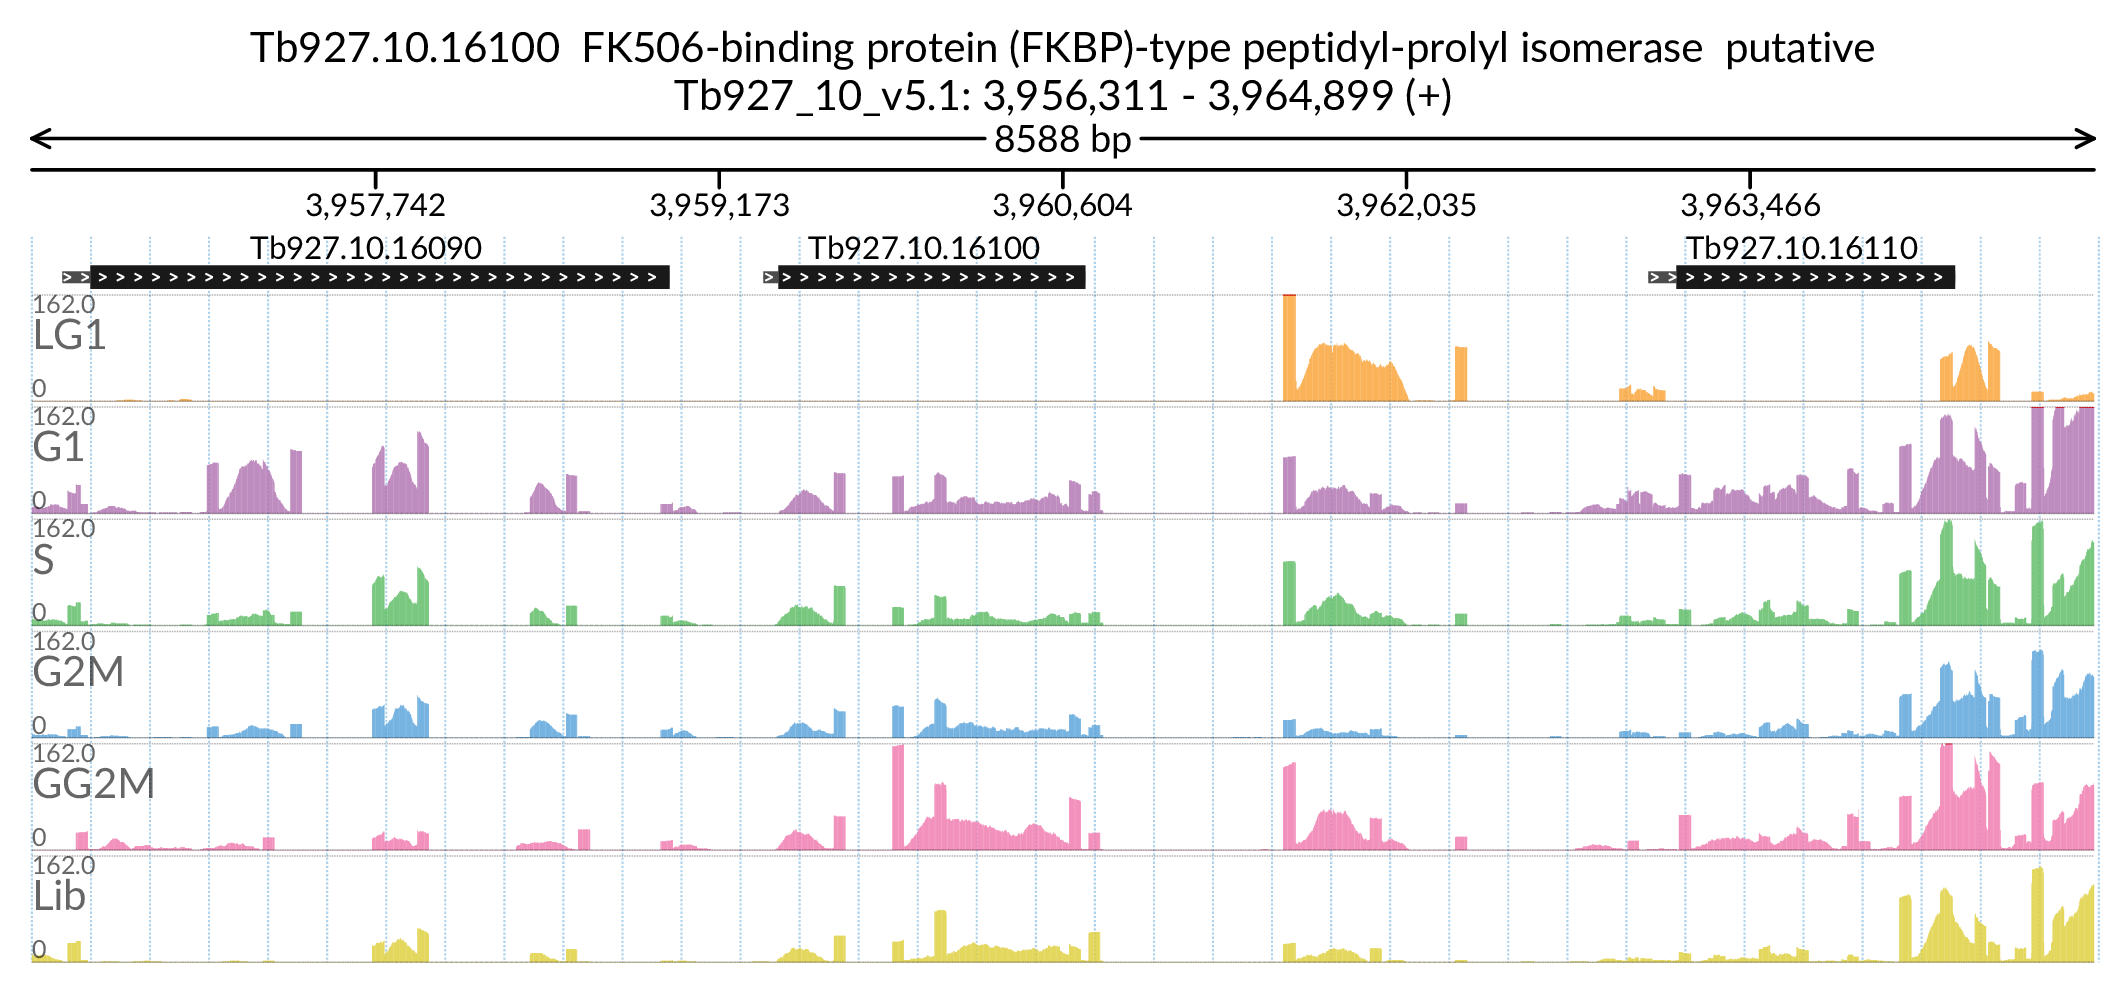 Tb927.10.16100  FK506-binding protein (FKBP)-type peptidyl-prolyl isomerase  putative
Tb927_10_v5.1: 3,956,311 - 3,964,899 (+)
8588 bp
3,957,742 3,959,173 3,960,604 3,962,035 3,963,466
Tb927.10.16090 Tb927.10.16100 Tb927.10.16110
162.0
LG1
0
162.0
G1
0
162.0
S
0
162.0
G2M
0
162.0
GG2M
0
162.0
Lib
0